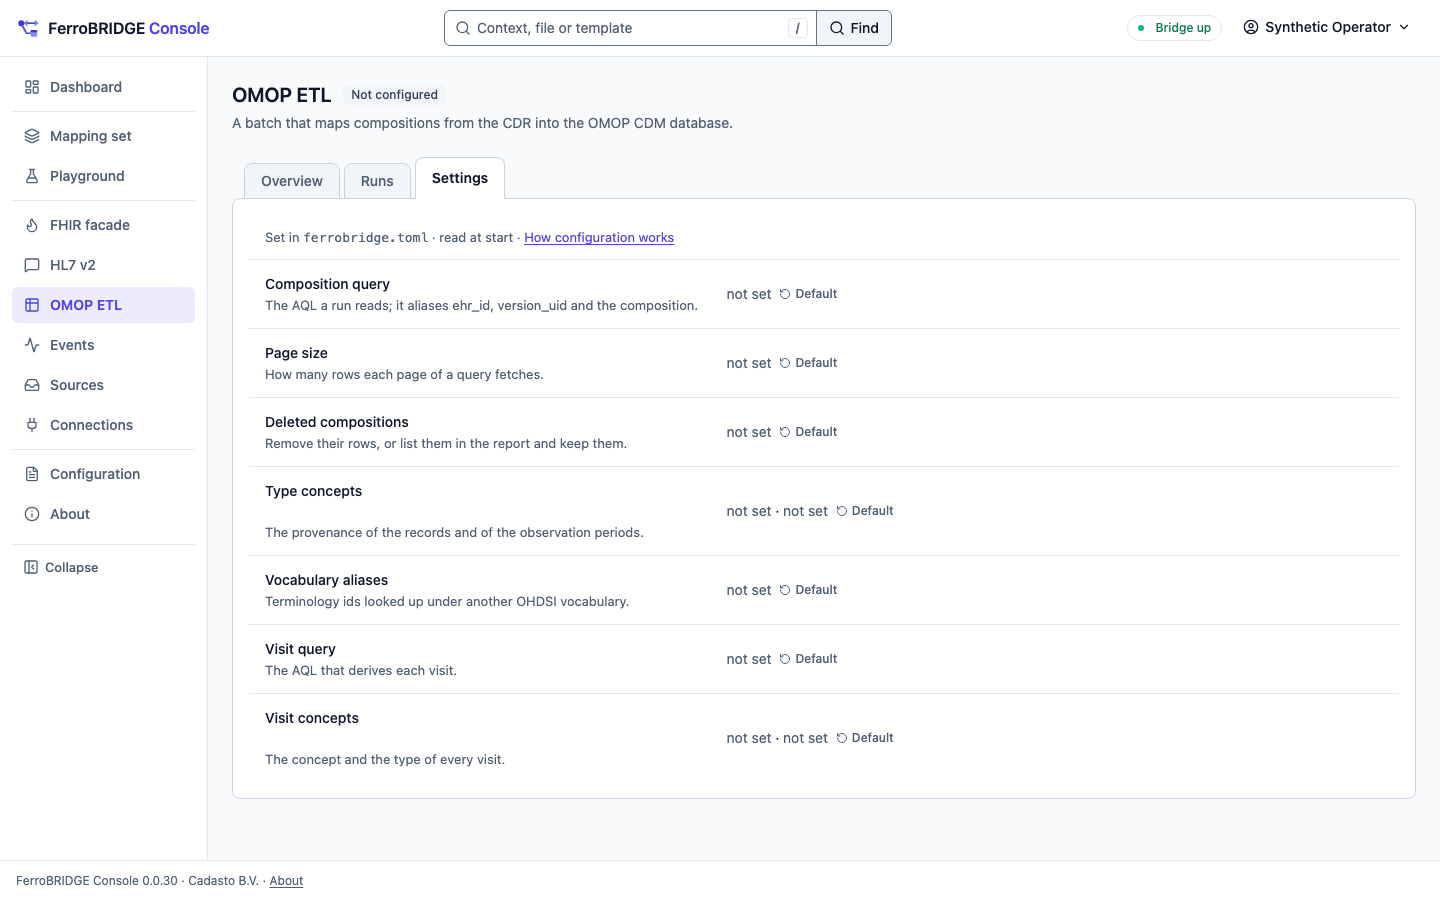 FerroBRIDGE Console
Context, file or template
/
Find
Bridge up
Synthetic Operator
Dashboard
Mapping set
Playground
FHIR facade
HL7 v2
OMOP ETL
Events
Sources
Connections
Configuration
About
Collapse
OMOP ETL
Not configured
A batch that maps compositions from the CDR into the OMOP CDM database.
Overview
Runs
Settings
Set in ferrobridge.toml · read at start · How configuration works
Composition query
The AQL a run reads; it aliases ehr_id, version_uid and the composition.
not set Default
Page size
How many rows each page of a query fetches.
not set Default
Deleted compositions
Remove their rows, or list them in the report and keep them.
not set Default
Type concepts
The provenance of the records and of the observation periods.
not set · not set Default
Vocabulary aliases
Terminology ids looked up under another OHDSI vocabulary.
not set Default
Visit query
The AQL that derives each visit.
not set Default
Visit concepts
The concept and the type of every visit.
not set · not set Default
FerroBRIDGE Console 0.0.30 · Cadasto B.V. · About